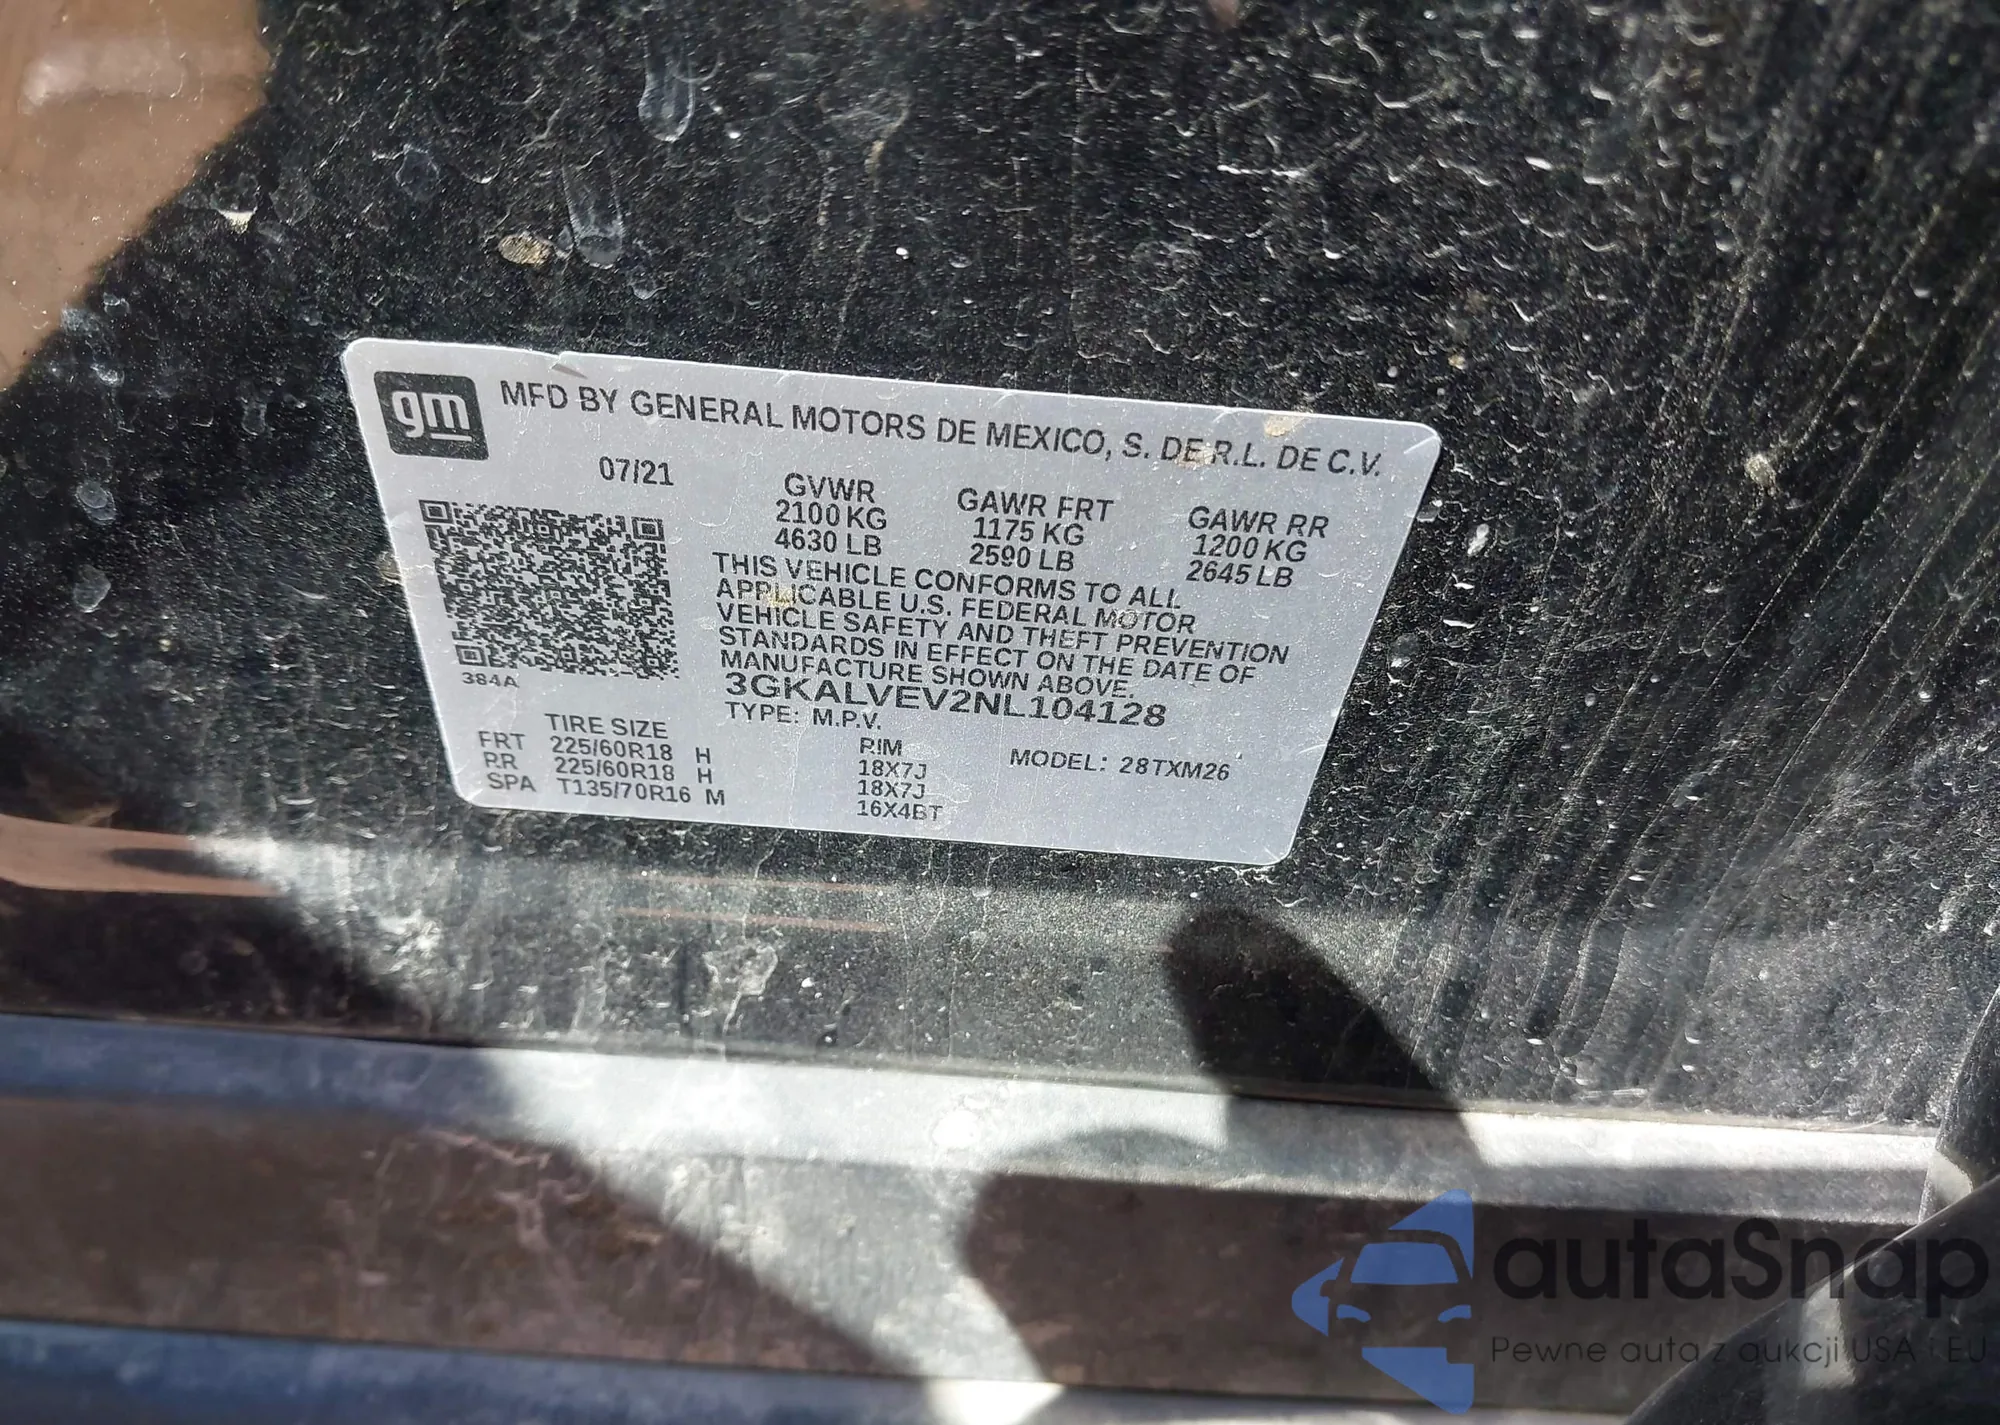 gm MFD BY GENERAL MOTORS DE MEXICO, S. DE R.L. DE C.V.
07/21
GVWR GAWR FRT GAWR RR
2100 KG 1175 KG 1200 KG
4630 LB 2590 LB 2645 LB
THIS VEHICLE CONFORMS TO ALL
APPLICABLE U.S. FEDERAL MOTOR
VEHICLE SAFETY AND THEFT PREVENTION
STANDARDS IN EFFECT ON THE DATE OF
MANUFACTURE SHOWN ABOVE.
384A
3GKALVEV2NL104128
TYPE: M.P.V.
TIRE SIZE RIM MODEL: 28TXM26
FRT 225/60R18 H 18X7J
RR 225/60R18 H 18X7J
SPA T135/70R16 M 16X4BT
autaSnap
Pewne auta z aukcji USA i EU